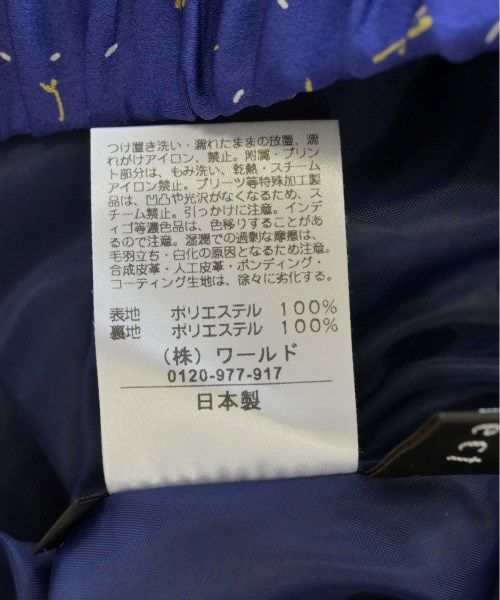 つけ置き洗い・濡れたままの放置、濡
れがけアイロン、禁止。附属・プリン
ト部分は、もみ洗い、乾熱・スチーム
アイロン禁止。プリーツ等特殊加工製
品は、凹凸や光沢がなくなるため、ス
チーム禁止。引っかけに注意。インデ
ィゴ等濃色品は、色移りすることがあ
るので注意。湿潤での過剰な摩擦は、
毛羽立ち・白化の原因となるため注意。
合成皮革・人工皮革・ボンディング・
コーティング生地は、徐々に劣化する。
表地 ポリエステル 100%
裏地 ポリエステル 100%
（株）ワールド
0120-977-917
日本製